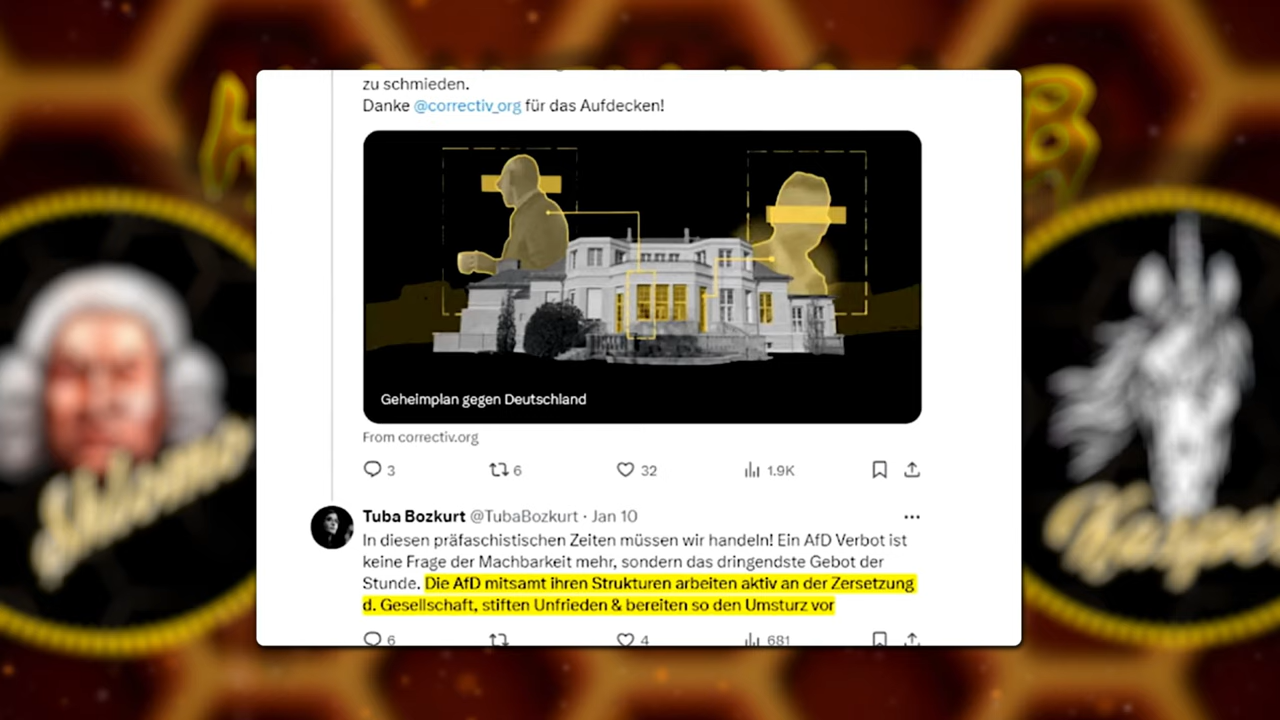 zu schmieden.
Danke @correctiv_org für das Aufdecken!
Geheimplan gegen Deutschland
From correctiv.org
3 6 32 1.9K
Tuba Bozkurt @TubaBozkurt · Jan 10 ...
In diesen präfaschistischen Zeiten müssen wir handeln! Ein AfD Verbot ist
keine Frage der Machbarkeit mehr, sondern das dringendste Gebot der
Stunde. Die AfD mitsamt ihren Strukturen arbeiten aktiv an der Zersetzung
d. Gesellschaft, stiften Unfrieden & bereiten so den Umsturz vor
6 4 681
Shlomo